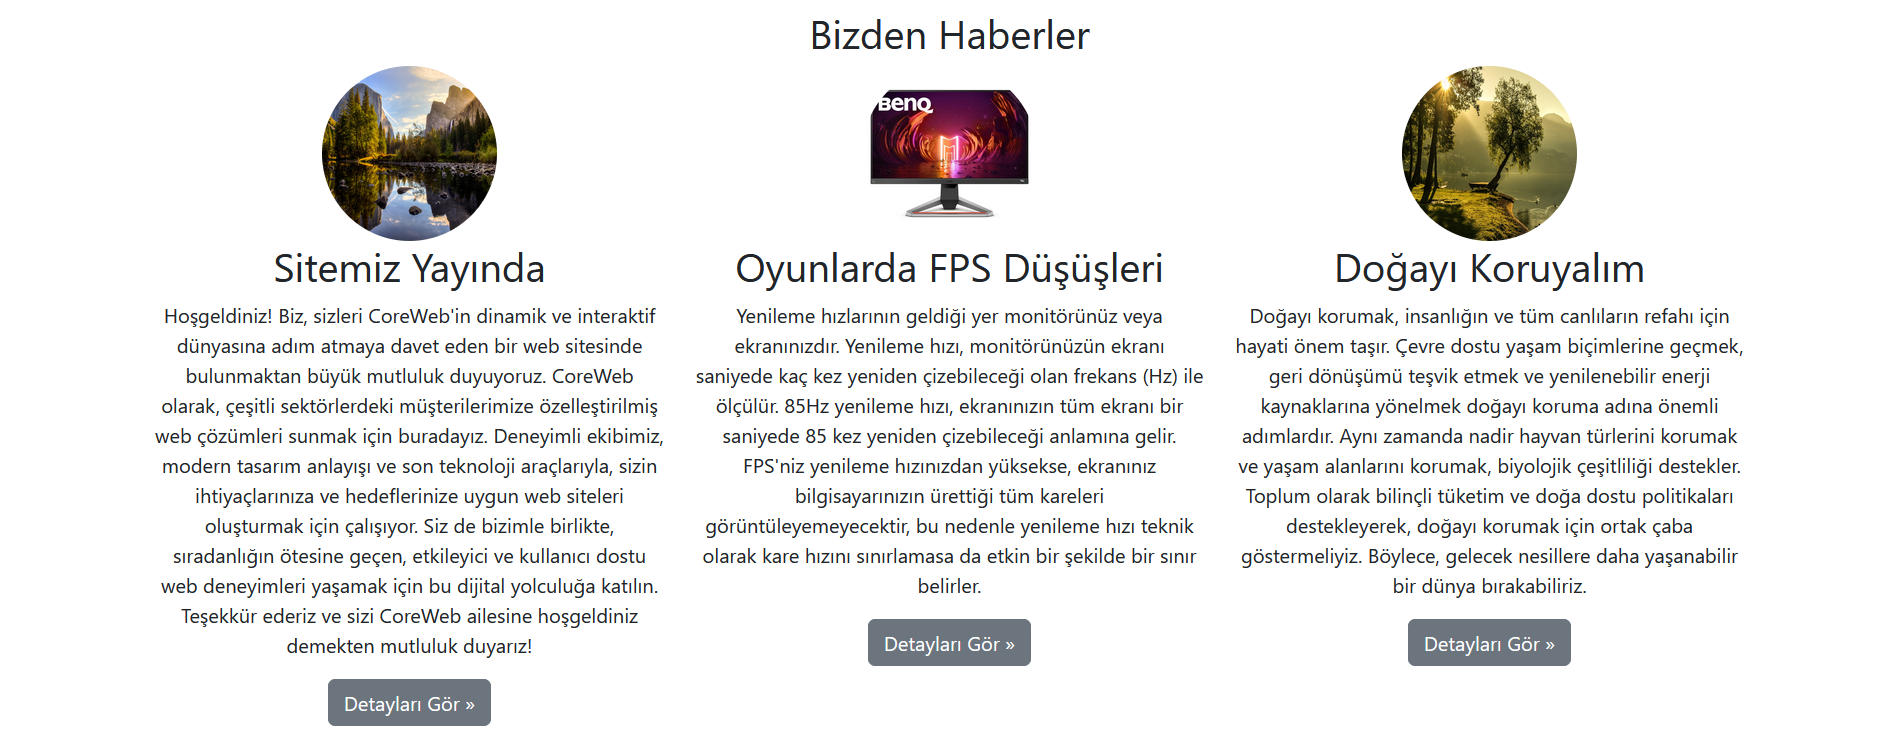 Bizden Haberler
BenQ
Sitemiz Yayında
Hoşgeldiniz! Biz, sizleri CoreWeb'in dinamik ve interaktif
dünyasına adım atmaya davet eden bir web sitesinde
bulunmaktan büyük mutluluk duyuyoruz. CoreWeb
olarak, çeşitli sektörlerdeki müşterilerimize özelleştirilmiş
web çözümleri sunmak için buradayız. Deneyimli ekibimiz,
modern tasarım anlayışı ve son teknoloji araçlarıyla, sizin
ihtiyaçlarınıza ve hedeflerinize uygun web siteleri
oluşturmak için çalışıyor. Siz de bizimle birlikte,
sıradanlığın ötesine geçen, etkileyici ve kullanıcı dostu
web deneyimleri yaşamak için bu dijital yolculuğa katılın.
Teşekkür ederiz ve sizi CoreWeb ailesine hoşgeldiniz
demekten mutluluk duyarız!
Detayları Gör »
Oyunlarda FPS Düşüşleri
Yenileme hızlarının geldiği yer monitörünüz veya
ekranınızdır. Yenileme hızı, monitörünüzün ekranı
saniyede kaç kez yeniden çizebileceği olan frekans (Hz) ile
ölçülür. 85Hz yenileme hızı, ekranınızın tüm ekranı bir
saniyede 85 kez yeniden çizebileceği anlamına gelir.
FPS'niz yenileme hızınızdan yüksekse, ekranınız
bilgisayarınızın ürettiği tüm kareleri
görüntüleyemeyecektir, bu nedenle yenileme hızı teknik
olarak kare hızını sınırlamasa da etkin bir şekilde bir sınır
belirler.
Detayları Gör »
Doğayı Koruyalım
Doğayı korumak, insanlığın ve tüm canlıların refahı için
hayati önem taşır. Çevre dostu yaşam biçimlerine geçmek,
geri dönüşümü teşvik etmek ve yenilenebilir enerji
kaynaklarına yönelmek doğayı koruma adına önemli
adımlardır. Aynı zamanda nadir hayvan türlerini korumak
ve yaşam alanlarını korumak, biyolojik çeşitliliği destekler.
Toplum olarak bilinçli tüketim ve doğa dostu politikaları
destekleyerek, doğayı korumak için ortak çaba
göstermeliyiz. Böylece, gelecek nesillere daha yaşanabilir
bir dünya bırakabiliriz.
Detayları Gör »